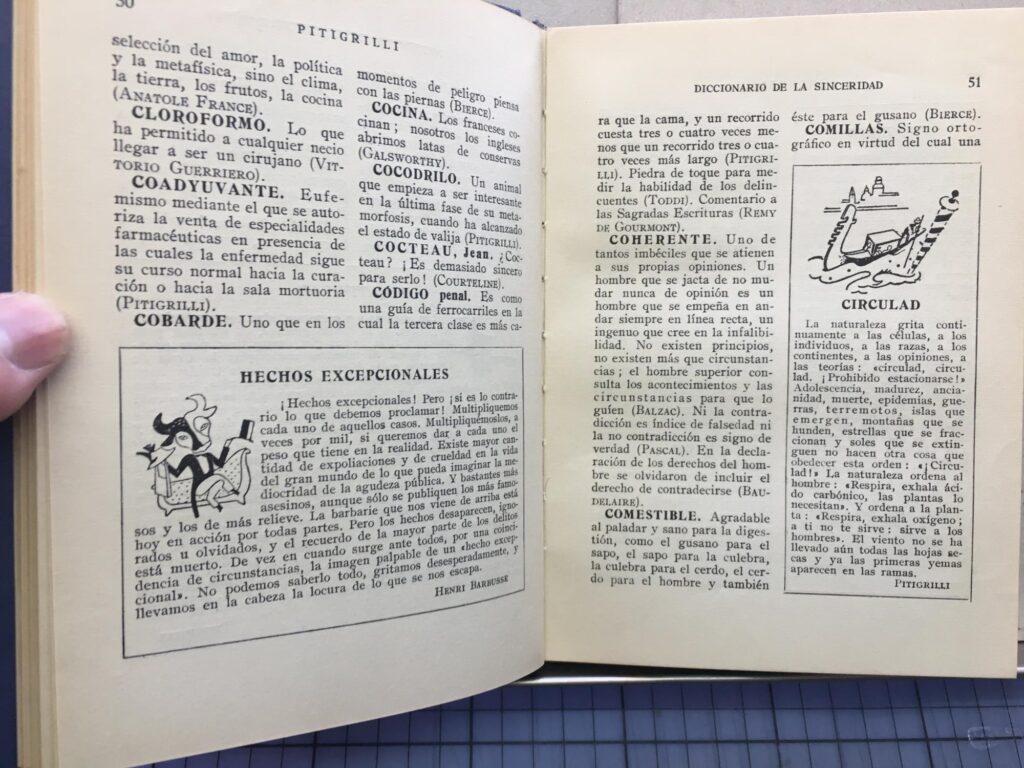 50
PITIGRILLI
selección del amor, la política
y la metafísica, sino el clima,
la tierra, los frutos, la cocina
(ANATOLE FRANCE).
CLOROFORMO. Lo que
ha permitido a cualquier necio
llegar a ser un cirujano (VIT-
TORIO GUERRIERO).
COADYUVANTE. Eufe-
mismo mediante el que se auto-
riza la venta de especialidades
farmacéuticas en presencia de
las cuales la enfermedad sigue
su curso normal hacia la cura-
ción o hacia la sala mortuoria
(PITIGRILLI).
COBARDE. Uno que en los
momentos de peligro piensa
con las piernas (BIERCE).
COCINA. Los franceses co-
cinan; nosotros los ingleses
abrimos latas de conservas
(GALSWORTHY).
COCODRILO. Un animal
que empieza a ser interesante
en la última fase de su meta-
morfosis, cuando ha alcanzado
el estado de valija (PITIGRILLI).
COCTEAU, Jean. ¿Coc-
teau? ¡Es demasiado sincero
para serlo! (COURTELINE).
CÓDIGO penal. Es como
una guía de ferrocarriles en la
cual la tercera clase es más ca-
HECHOS EXCEPCIONALES
¡Hechos excepcionales! Pero ¡si es lo contra-
rio lo que debemos proclamar! Multipliquemos
cada uno de aquellos casos. Multipliquémoslos, a
veces por mil, si queremos dar a cada uno el
peso que tiene en la realidad. Existe mayor can-
tidad de expoliaciones y de crueldad en la vida
del gran mundo de lo que pueda imaginar la me-
diocridad de la agudeza pública. Y bastantes más
asesinos, aunque sólo se publiquen los más famo-
sos y los de más relieve. La barbarie que nos viene de arriba está
hoy en acción por todas partes. Pero los hechos desaparecen, igno-
rados u olvidados, y el recuerdo de la mayor parte de los delitos
está muerto. De vez en cuando surge ante todos, por una coinci-
dencia de circunstancias, la imagen palpable de un «hecho excep-
cional». No podemos saberlo todo, gritamos desesperadamente, y
llevamos en la cabeza la locura de lo que se nos escapa.
HENRI BARBUSSE
DICCIONARIO DE LA SINCERIDAD
51
ra que la cama, y un recorrido
cuesta tres o cuatro veces me-
nos que un recorrido tres o cua-
tro veces más largo (PITIGRI-
LLI). Piedra de toque para me-
dir la habilidad de los delin-
cuentes (TODDI). Comentario a
las Sagradas Escrituras (REMY
DE GOURMONT).
COHERENTE. Uno de
tantos imbéciles que se atienen
a sus propias opiniones. Un
hombre que se jacta de no mu-
dar nunca de opinión es un
hombre que se empeña en an-
dar siempre en línea recta, un
ingenuo que cree en la infalibi-
lidad. No existen principios,
no existen más que circunstan-
cias; el hombre superior con-
sulta los acontecimientos y las
circunstancias para que lo
guíen (BALZAC). Ni la contra-
dicción es índice de falsedad ni
la no contradicción es signo de
verdad (PASCAL). En la decla-
ración de los derechos del hom-
bre se olvidaron de incluir el
derecho de contradecirse (BAU-
DELAIRE).
COMESTIBLE. Agradable
al paladar y sano para la diges-
tión, como el gusano para el
sapo, el sapo para la culebra,
la culebra para el cerdo, el cer-
do para el hombre y también
éste para el gusano (BIERCE).
COMILLAS. Signo orto-
gráfico en virtud del cual una
CIRCULAD
La naturaleza grita conti-
nuamente a las células, a los
individuos, a las razas, a los
continentes, a las opiniones, a
las teorías: «circulad, circu-
lad. ¡Prohibido estacionarse!»
Adolescencia, madurez, ancia-
nidad, muerte, epidemias, gue-
rras, terremotos, islas que
emergen, montañas que se
hunden, estrellas que se frac-
cionan y soles que se extin-
guen no hacen otra cosa que
obedecer esta orden: «¡Circu-
lad!» La naturaleza ordena al
hombre: «Respira, exhala áci-
do carbónico, las plantas lo
necesitan». Y ordena a la plan-
ta: «Respira, exhala oxígeno;
a ti no te sirve: sirve a los
hombres». El viento no se ha
llevado aún todas las hojas se-
cas y ya las primeras yemas
aparecen en las ramas.
PITIGRILLI